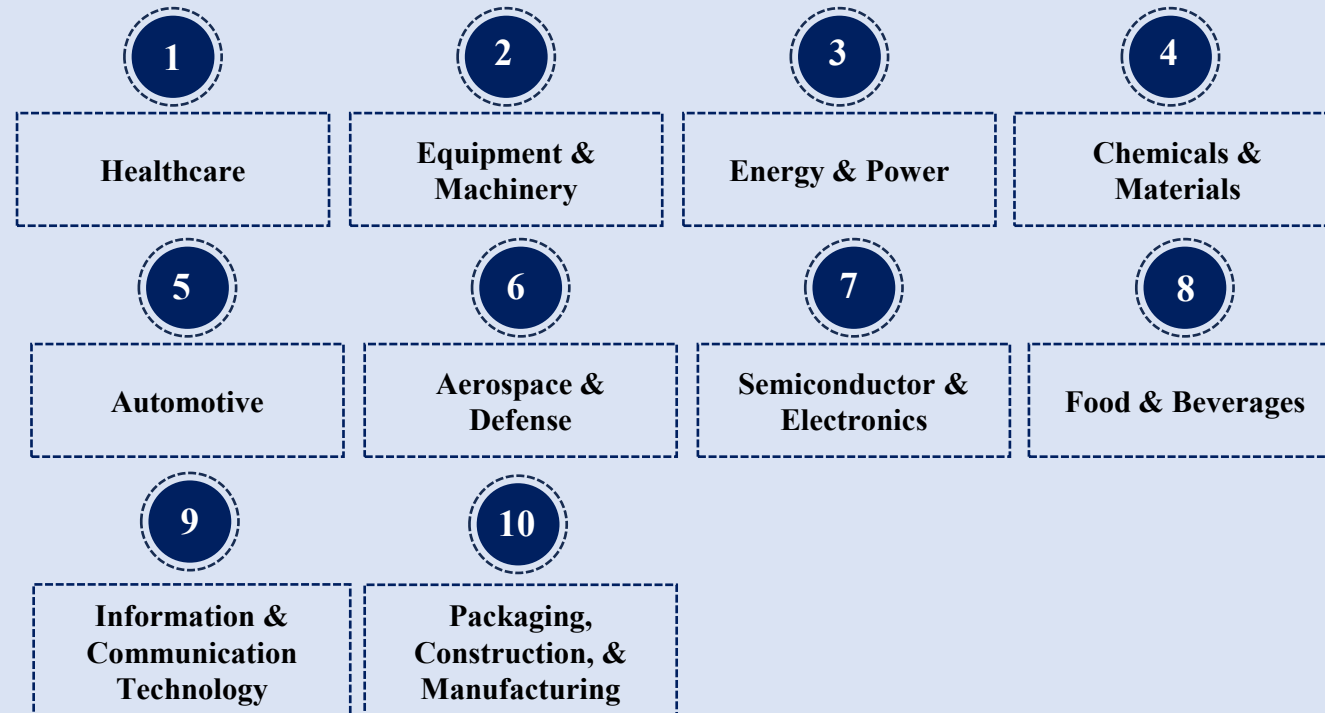 1
2
3
4
Healthcare
Equipment &
Machinery
Energy & Power
Chemicals &
Materials
5
6
7
8
Automotive
Aerospace &
Defense
Semiconductor &
Electronics
Food & Beverages
9
10
Information &
Communication
Technology
Packaging,
Construction, &
Manufacturing